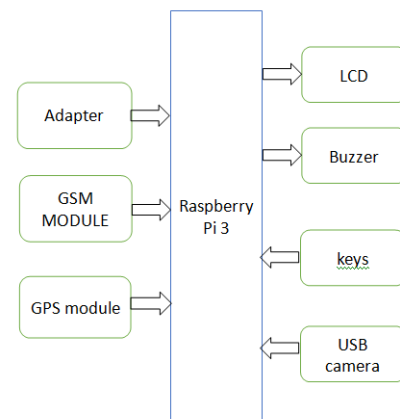 Adapter
GSM
MODULE
GPS module
Raspberry
Pi 3
LCD
Buzzer
keys
USB
camera